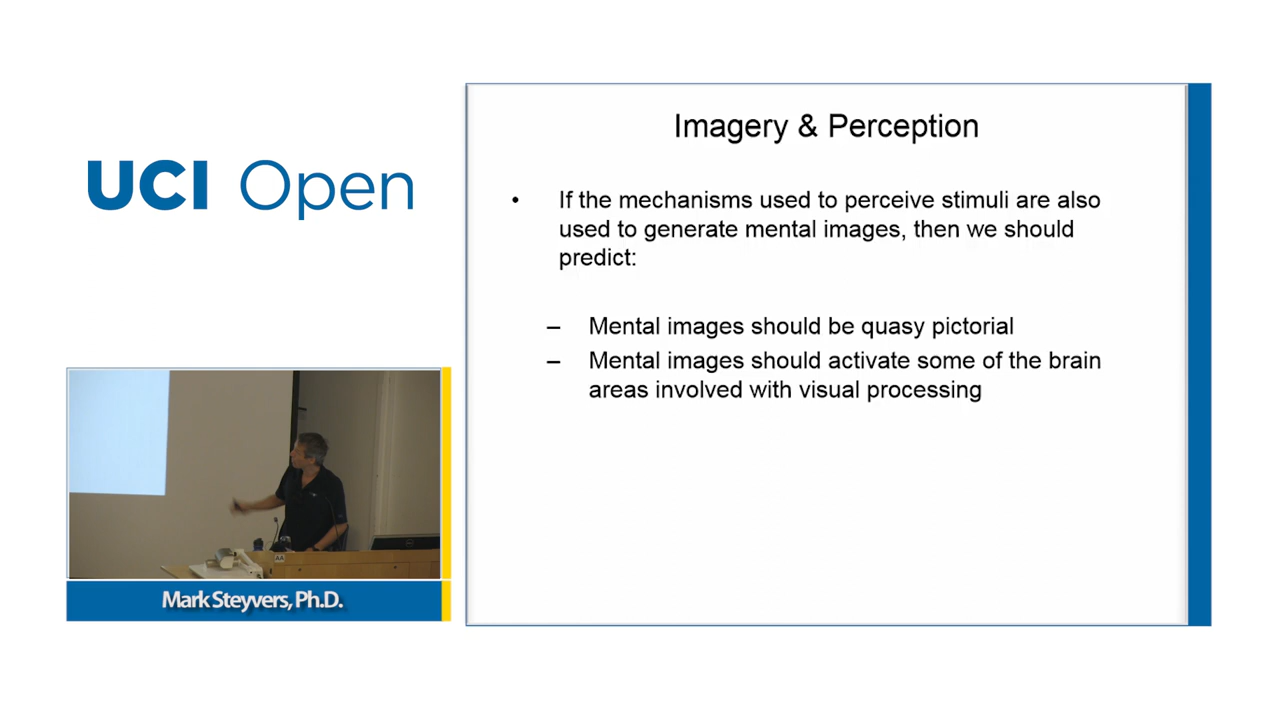 UCI Open
Imagery & Perception
• If the mechanisms used to perceive stimuli are also
used to generate mental images, then we should
predict:
– Mental images should be quasy pictorial
– Mental images should activate some of the brain
areas involved with visual processing
Mark Steyvers, Ph.D.